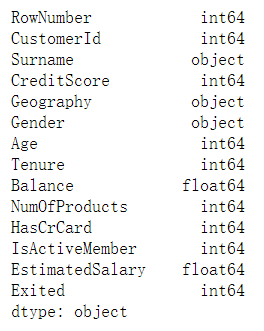 RowNumber int64
CustomerId int64
Surname object
CreditScore int64
Geography object
Gender object
Age int64
Tenure int64
Balance float64
NumOfProducts int64
HasCrCard int64
IsActiveMember int64
EstimatedSalary float64
Exited int64
dtype: object